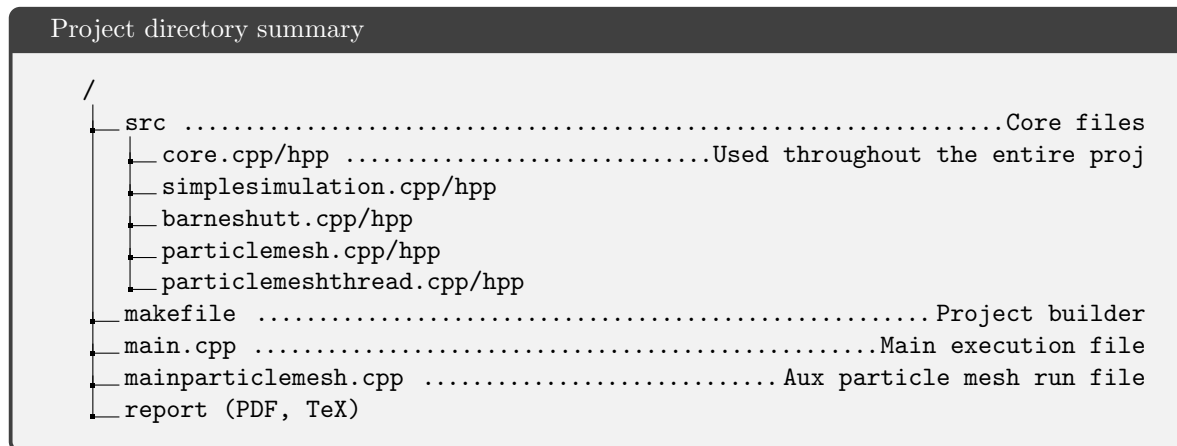 Project directory summary
/
src ....................................................................Core files
core.cpp/hpp ..............................Used throughout the entire proj
simplesimulation.cpp/hpp
barneshutt.cpp/hpp
particlemesh.cpp/hpp
particlemeshthread.cpp/hpp
makefile ........................................................Project builder
main.cpp ....................................................Main execution file
mainparticlemesh.cpp .............................Aux particle mesh run file
report (PDF, TeX)